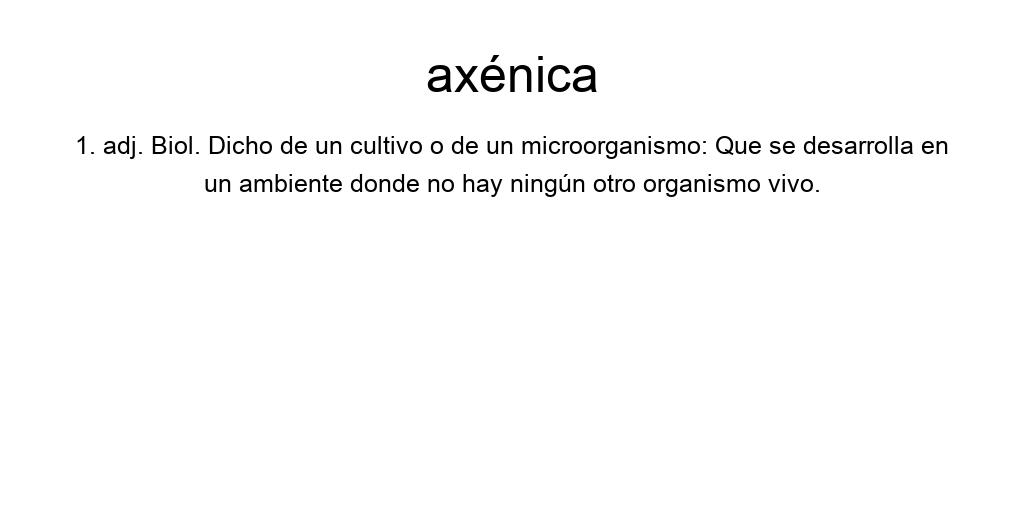 axénica
1. adj. Biol. Dicho de un cultivo o de un microorganismo: Que se desarrolla en
un ambiente donde no hay ningún otro organismo vivo.